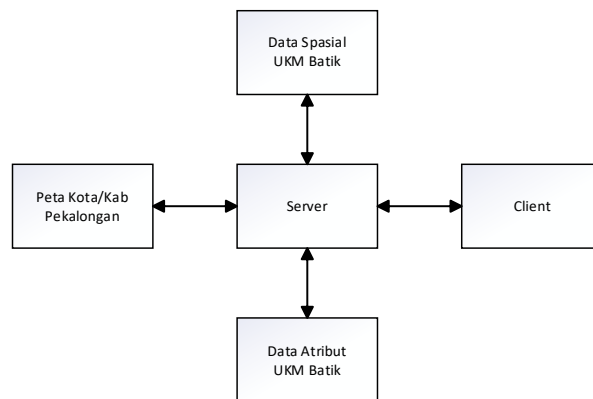 Data Spasial
UKM Batik
Peta Kota/Kab
Pekalongan
Server
Client
Data Atribut
UKM Batik